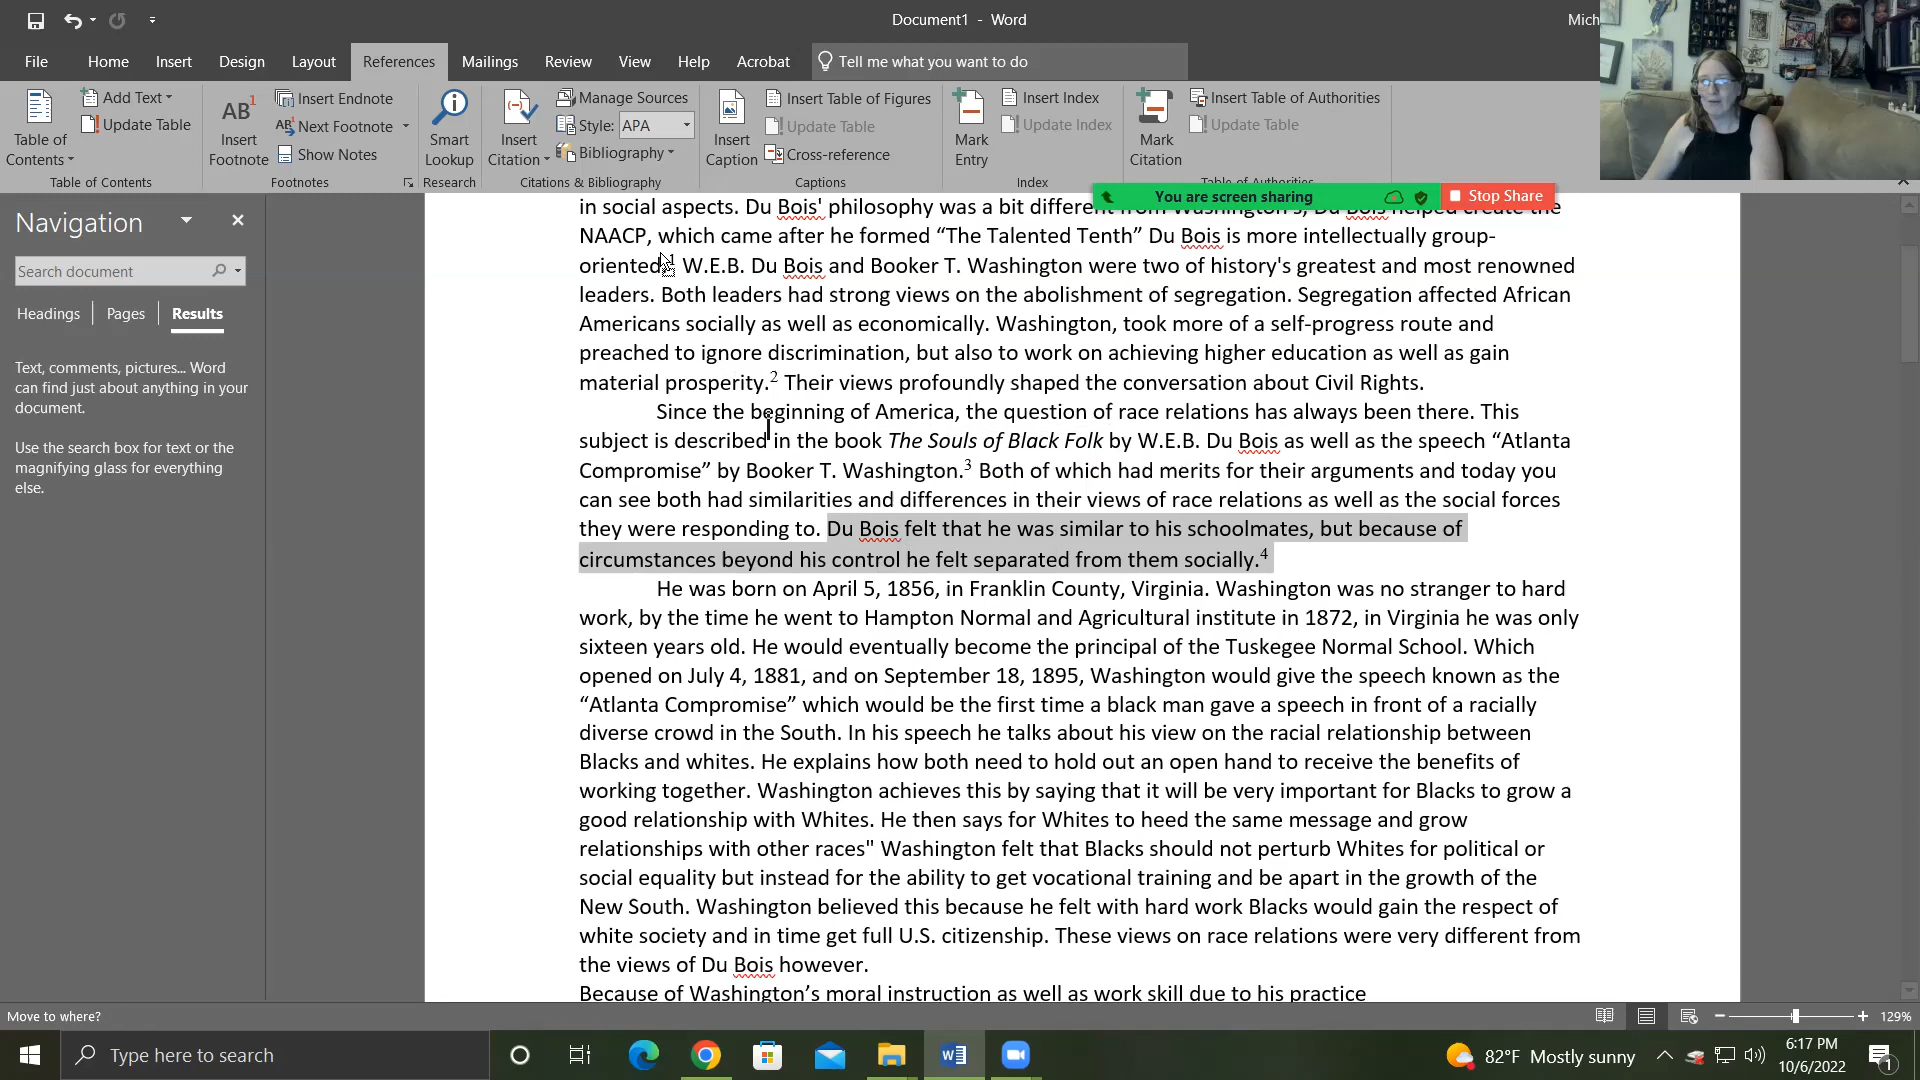 Document1 - Word
Mich
File Home Insert Design Layout References Mailings Review View Help Acrobat Tell me what you want to do
Table of Contents
Add Text
Update Table
Table of Contents
AB1
Insert Footnote
Insert Endnote
Next Footnote
Show Notes
Footnotes
Smart Lookup
Research
Insert Citation
Manage Sources
Style: APA
Bibliography
Citations & Bibliography
Insert Caption
Insert Table of Figures
Update Table
Cross-reference
Captions
Mark Entry
Insert Index
Update Index
Index
Mark Citation
Insert Table of Authorities
Update Table
Table of Authorities
You are screen sharing Stop Share
Navigation
Search document
Headings Pages Results
Text, comments, pictures... Word
can find just about anything in your
document.
Use the search box for text or the
magnifying glass for everything
else.
in social aspects. Du Bois' philosophy was a bit different from Washington's, Du Bois helped create the
NAACP, which came after he formed “The Talented Tenth” Du Bois is more intellectually group-
oriented.1 W.E.B. Du Bois and Booker T. Washington were two of history's greatest and most renowned
leaders. Both leaders had strong views on the abolishment of segregation. Segregation affected African
Americans socially as well as economically. Washington, took more of a self-progress route and
preached to ignore discrimination, but also to work on achieving higher education as well as gain
material prosperity.2 Their views profoundly shaped the conversation about Civil Rights.
Since the beginning of America, the question of race relations has always been there. This
subject is described in the book The Souls of Black Folk by W.E.B. Du Bois as well as the speech “Atlanta
Compromise” by Booker T. Washington.3 Both of which had merits for their arguments and today you
can see both had similarities and differences in their views of race relations as well as the social forces
they were responding to. Du Bois felt that he was similar to his schoolmates, but because of
circumstances beyond his control he felt separated from them socially.4
He was born on April 5, 1856, in Franklin County, Virginia. Washington was no stranger to hard
work, by the time he went to Hampton Normal and Agricultural institute in 1872, in Virginia he was only
sixteen years old. He would eventually become the principal of the Tuskegee Normal School. Which
opened on July 4, 1881, and on September 18, 1895, Washington would give the speech known as the
“Atlanta Compromise” which would be the first time a black man gave a speech in front of a racially
diverse crowd in the South. In his speech he talks about his view on the racial relationship between
Blacks and whites. He explains how both need to hold out an open hand to receive the benefits of
working together. Washington achieves this by saying that it will be very important for Blacks to grow a
good relationship with Whites. He then says for Whites to heed the same message and grow
relationships with other races" Washington felt that Blacks should not perturb Whites for political or
social equality but instead for the ability to get vocational training and be apart in the growth of the
New South. Washington believed this because he felt with hard work Blacks would gain the respect of
white society and in time get full U.S. citizenship. These views on race relations were very different from
the views of Du Bois however.
Because of Washington’s moral instruction as well as work skill due to his practice
Move to where?
129%
Type here to search
82°F Mostly sunny
6:17 PM
10/6/2022
1